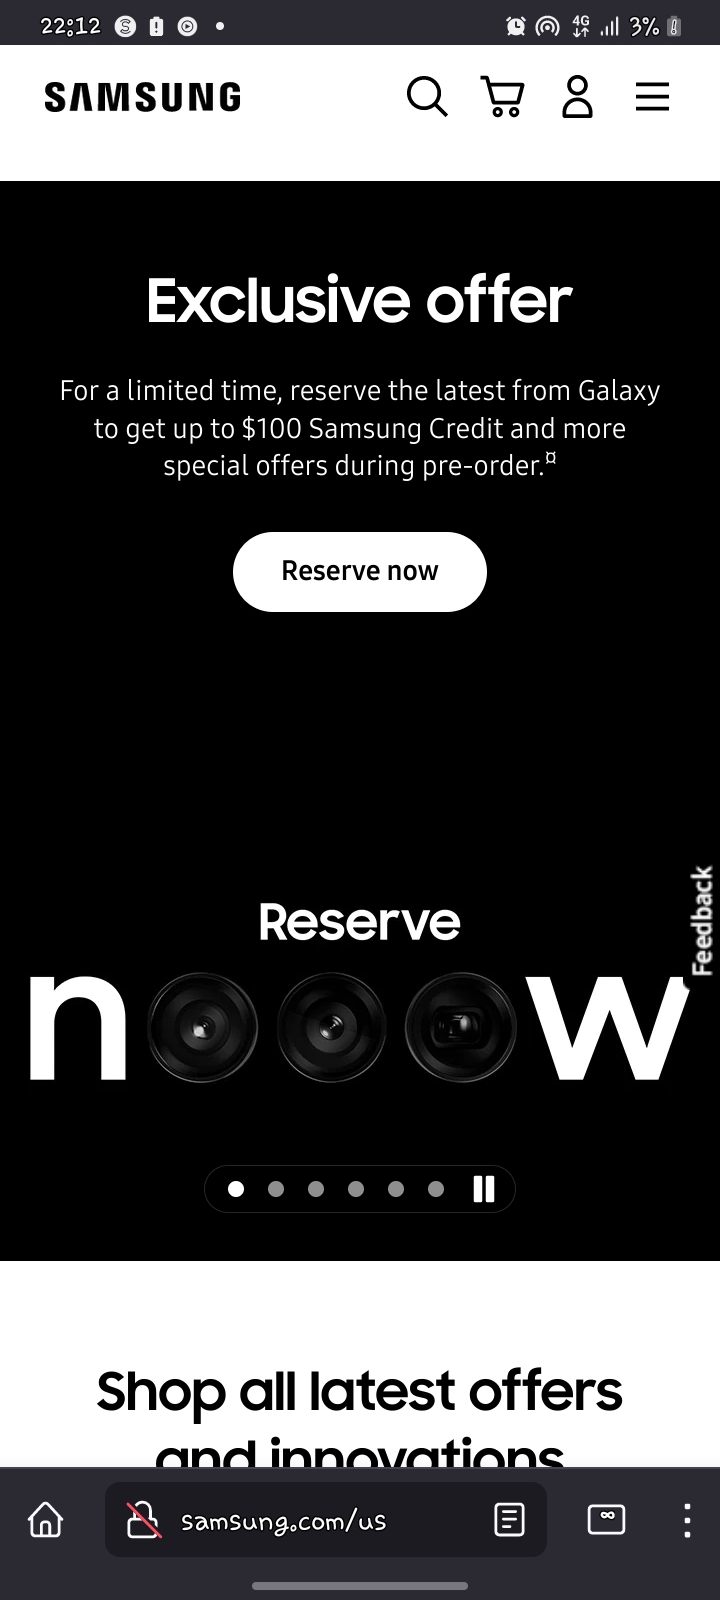 22:12
4G
3%
SAMSUNG
Exclusive offer
For a limited time, reserve the latest from Galaxy
to get up to $100 Samsung Credit and more
special offers during pre-order.¤
Reserve now
Feedback
Reserve
nooow
Shop all latest offers
and innovations
samsung.com/us